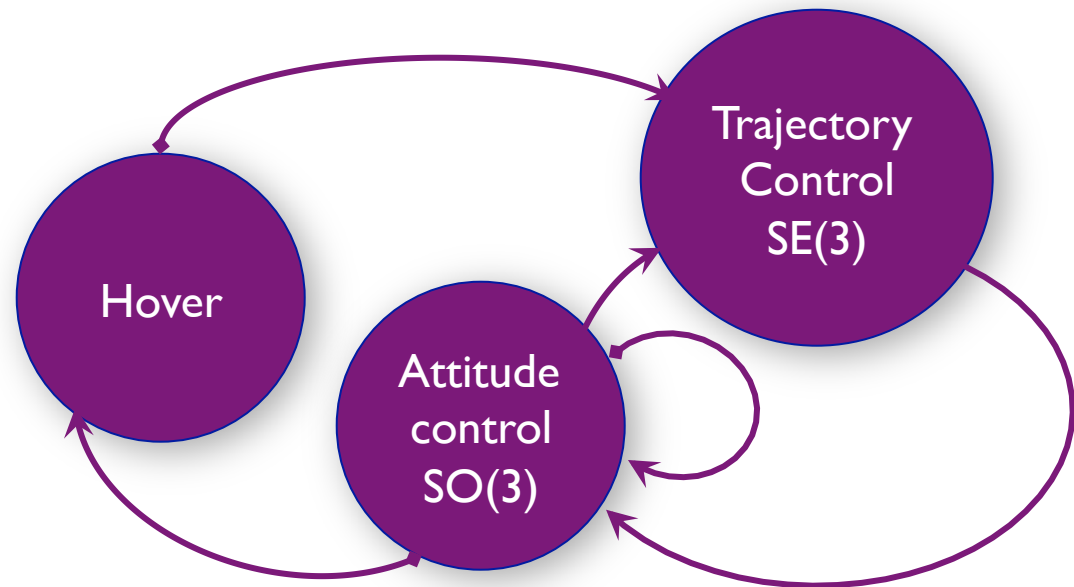 Trajectory
Control
SE(3)
Hover
Attitude
control
SO(3)